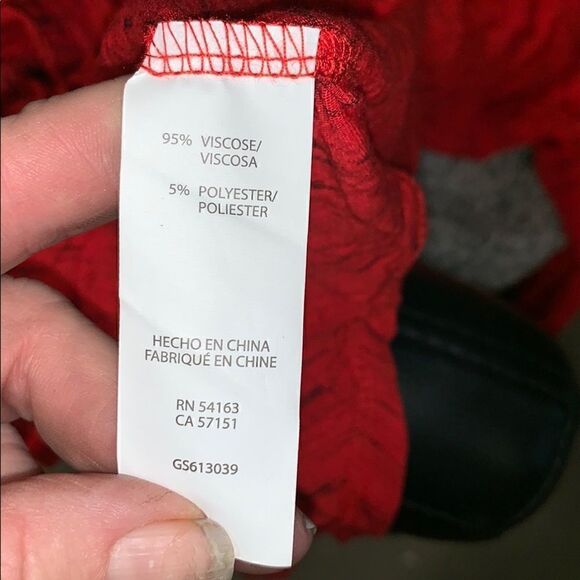 95% VISCOSE/
VISCOSA
5% POLYESTER/
POLIESTER
HECHO EN CHINA
FABRIQUÉ EN CHINE
RN 54163
CA 57151
GS613039